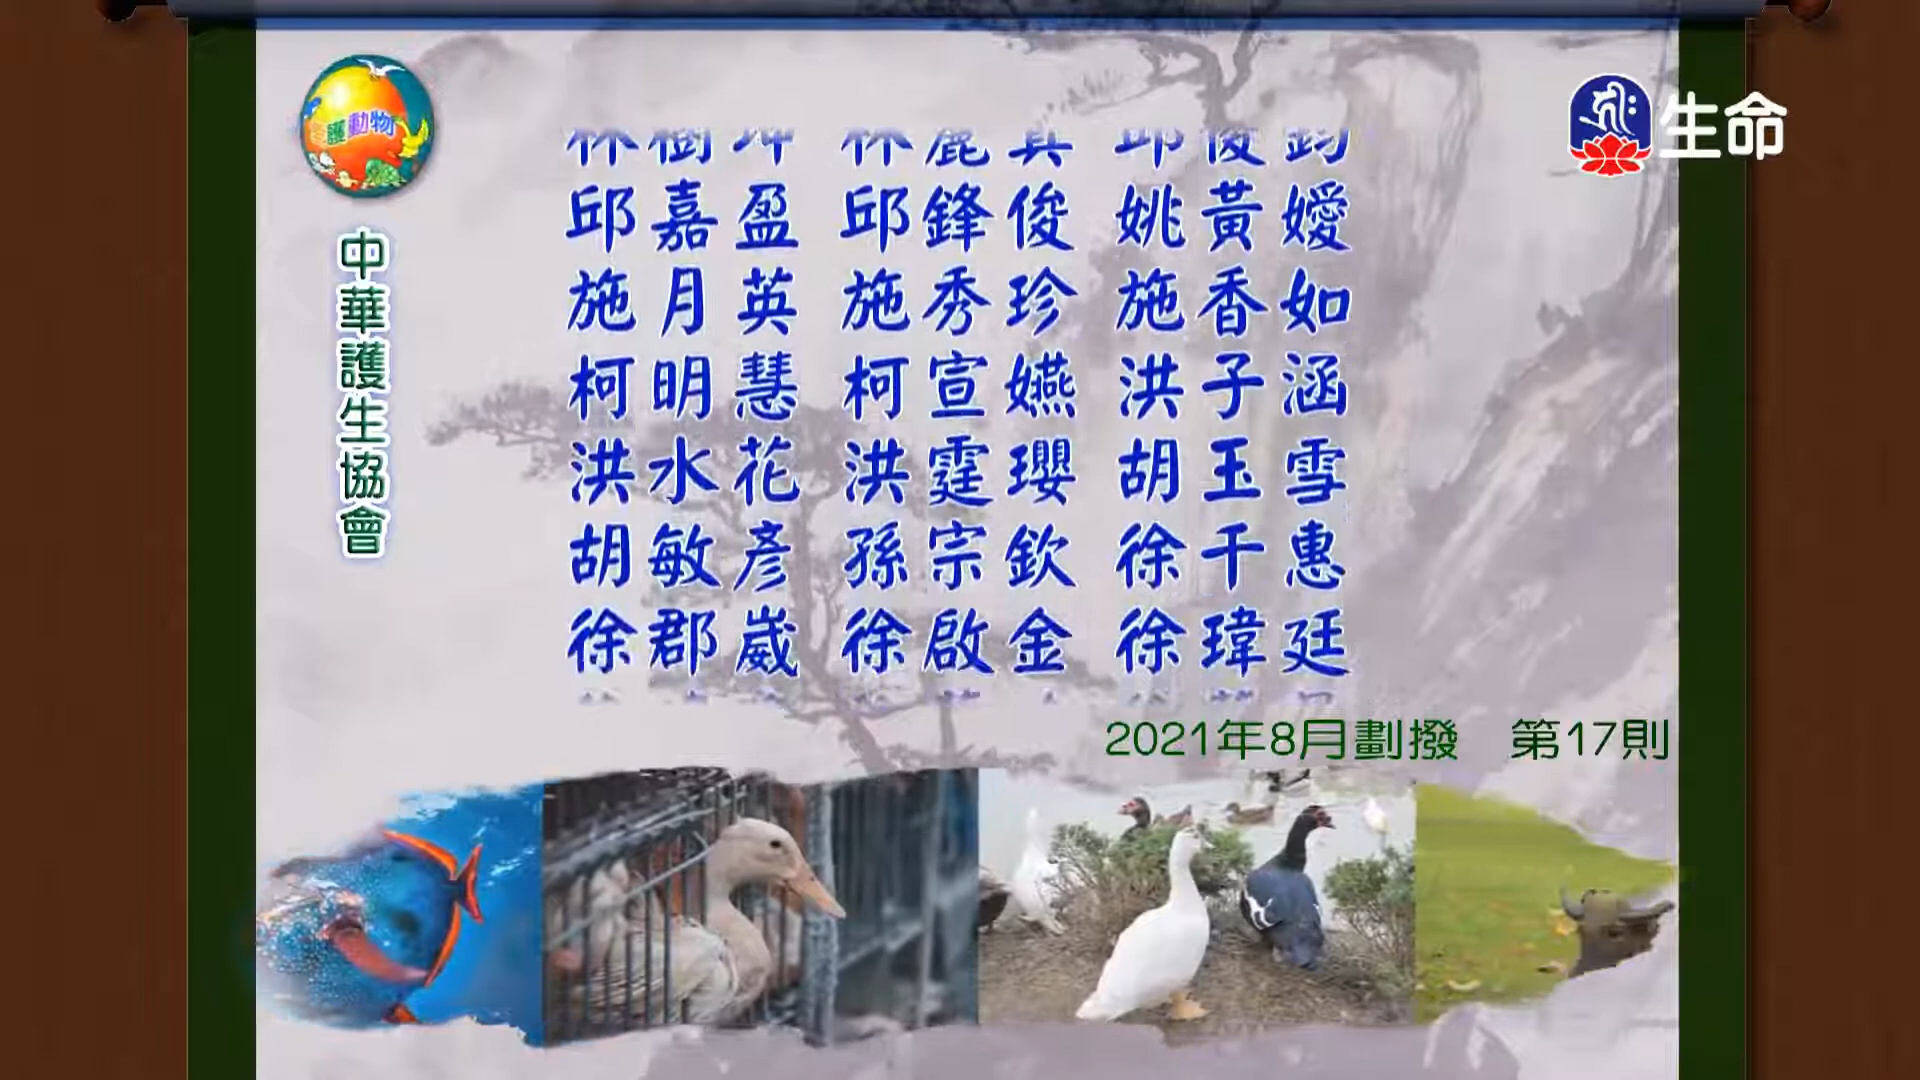 生命
護動物
中華護生協會
邱嘉盈 邱鋒俊 姚黃嬡
施月英 施秀珍 施香如
柯明慧 柯宣嬿 洪子涵
洪水花 洪霆瓔 胡玉雪
胡敏彥 孫宗欽 徐千惠
徐郡崴 徐啟金 徐瑋廷
2021年8月劃撥 第17則